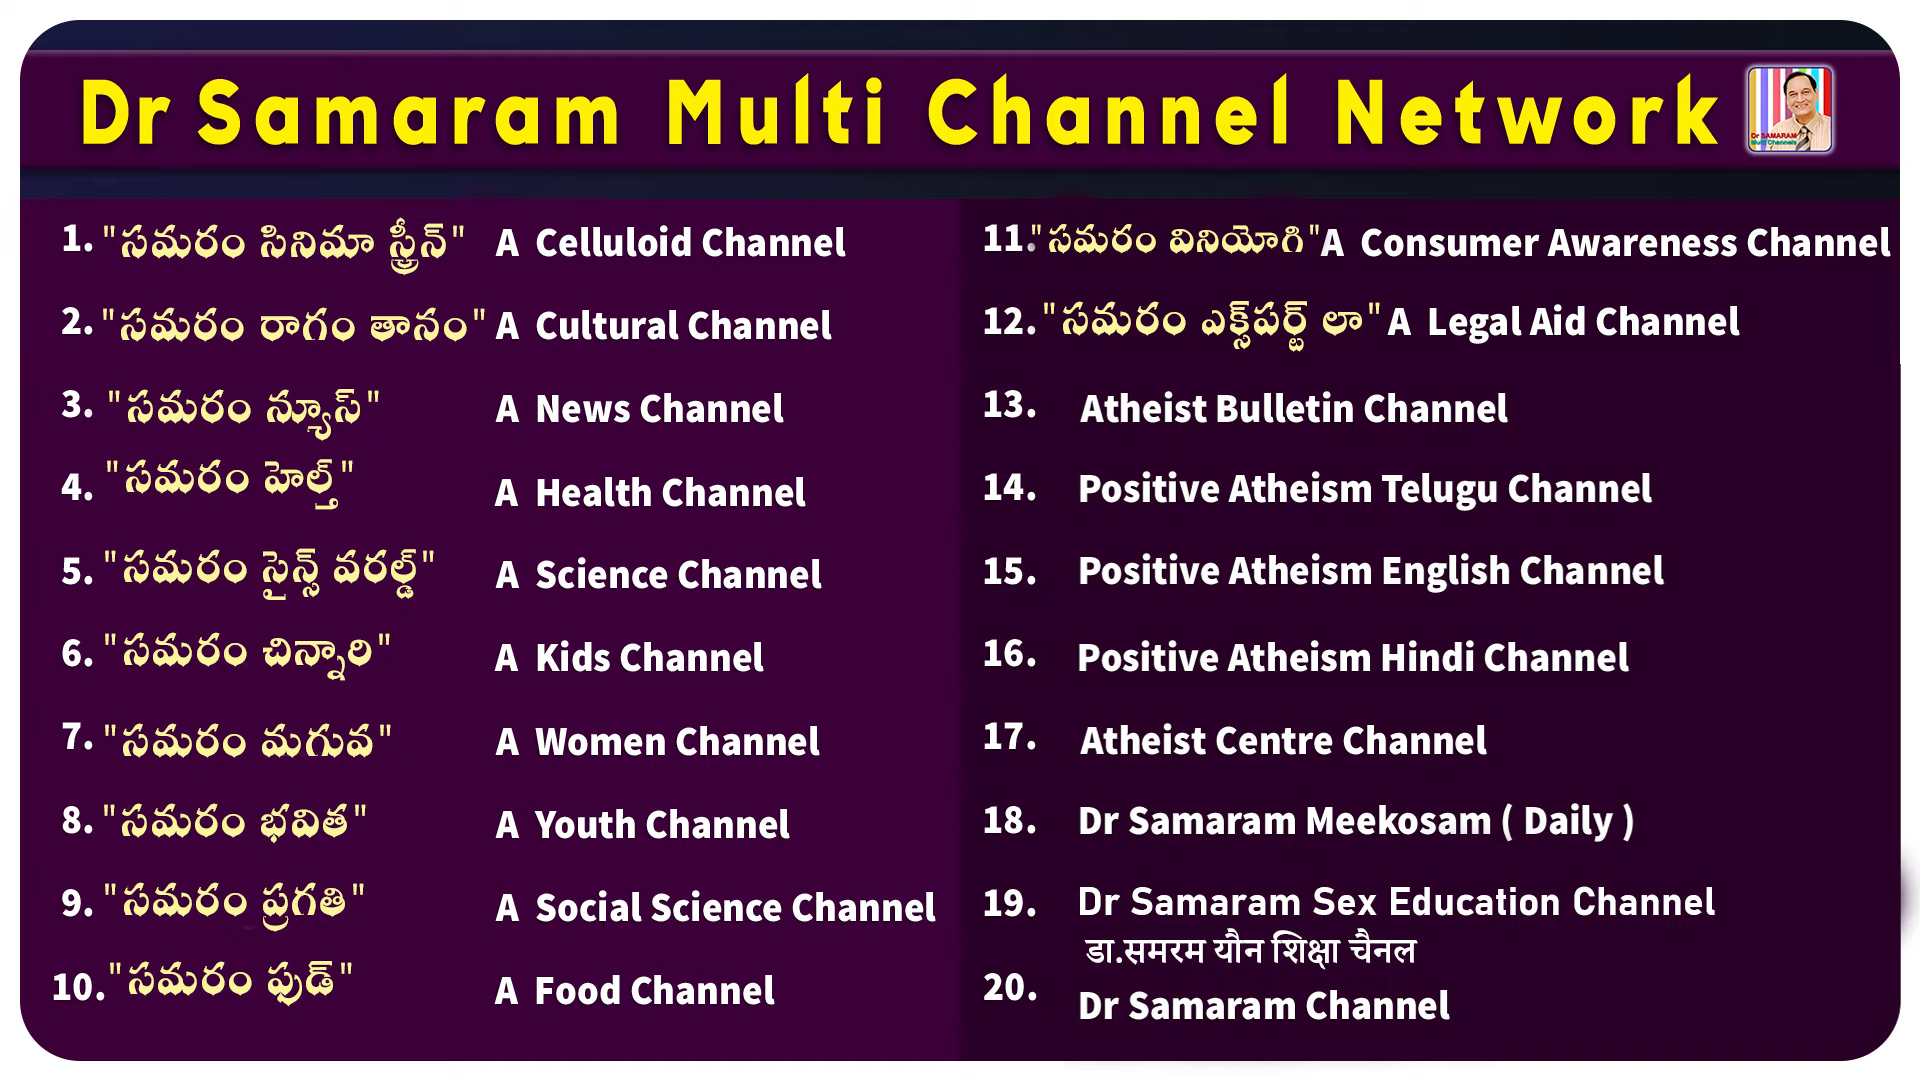 Dr Samaram Multi Channel Network
Dr SAMARAM
Multi Channels
1. "సమరం సినిమా స్క్రీన్" A Celluloid Channel
2. "సమరం రాగం తానం" A Cultural Channel
3. "సమరం న్యూస్" A News Channel
4. "సమరం హెల్త్" A Health Channel
5. "సమరం సైన్స్ వరల్డ్" A Science Channel
6. "సమరం చిన్నారి" A Kids Channel
7. "సమరం మగువ" A Women Channel
8. "సమరం భవిత" A Youth Channel
9. "సమరం ప్రగతి" A Social Science Channel
10. "సమరం ఫుడ్" A Food Channel
11. "సమరం వినియోగి" A Consumer Awareness Channel
12. "సమరం ఎక్స్‌పర్ట్ లా" A Legal Aid Channel
13. Atheist Bulletin Channel
14. Positive Atheism Telugu Channel
15. Positive Atheism English Channel
16. Positive Atheism Hindi Channel
17. Atheist Centre Channel
18. Dr Samaram Meekosam ( Daily )
19. Dr Samaram Sex Education Channel
डा.समरम यौन शिक्षा चैनल
20. Dr Samaram Channel